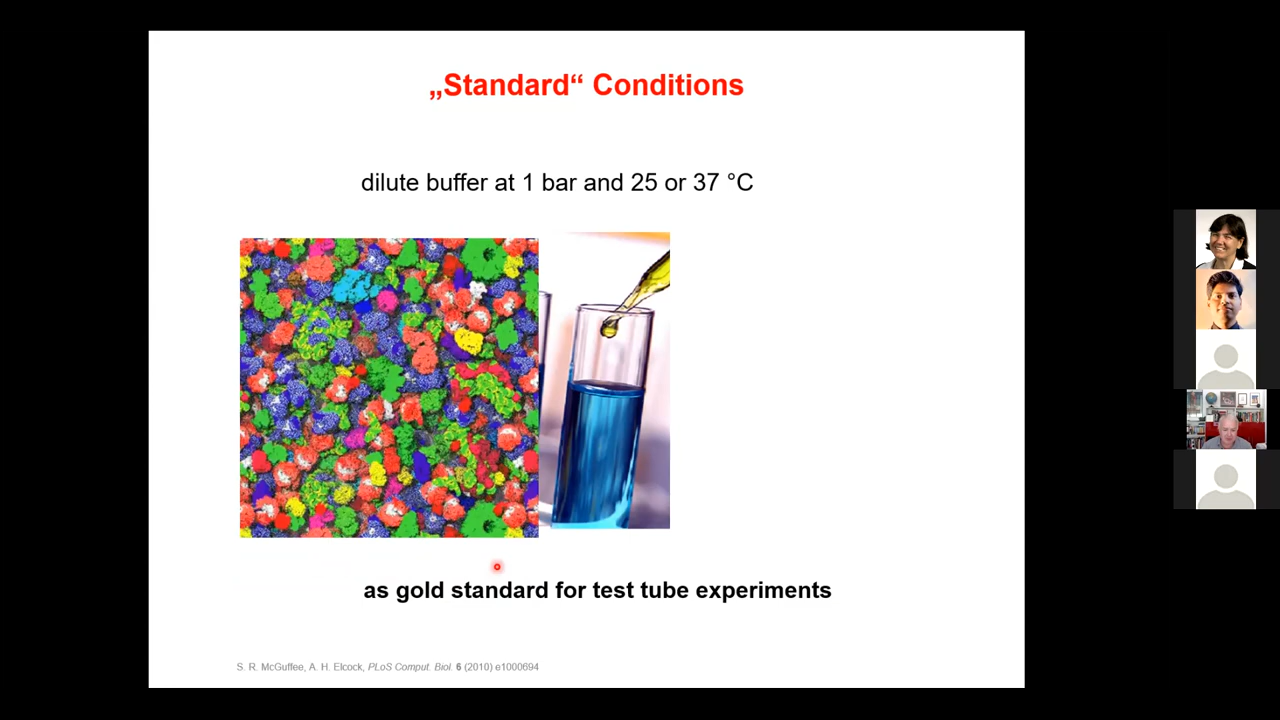 „Standard“ Conditions
dilute buffer at 1 bar and 25 or 37 °C
as gold standard for test tube experiments
S. R. McGuffee, A. H. Elcock, PLoS Comput. Biol. 6 (2010) e1000694